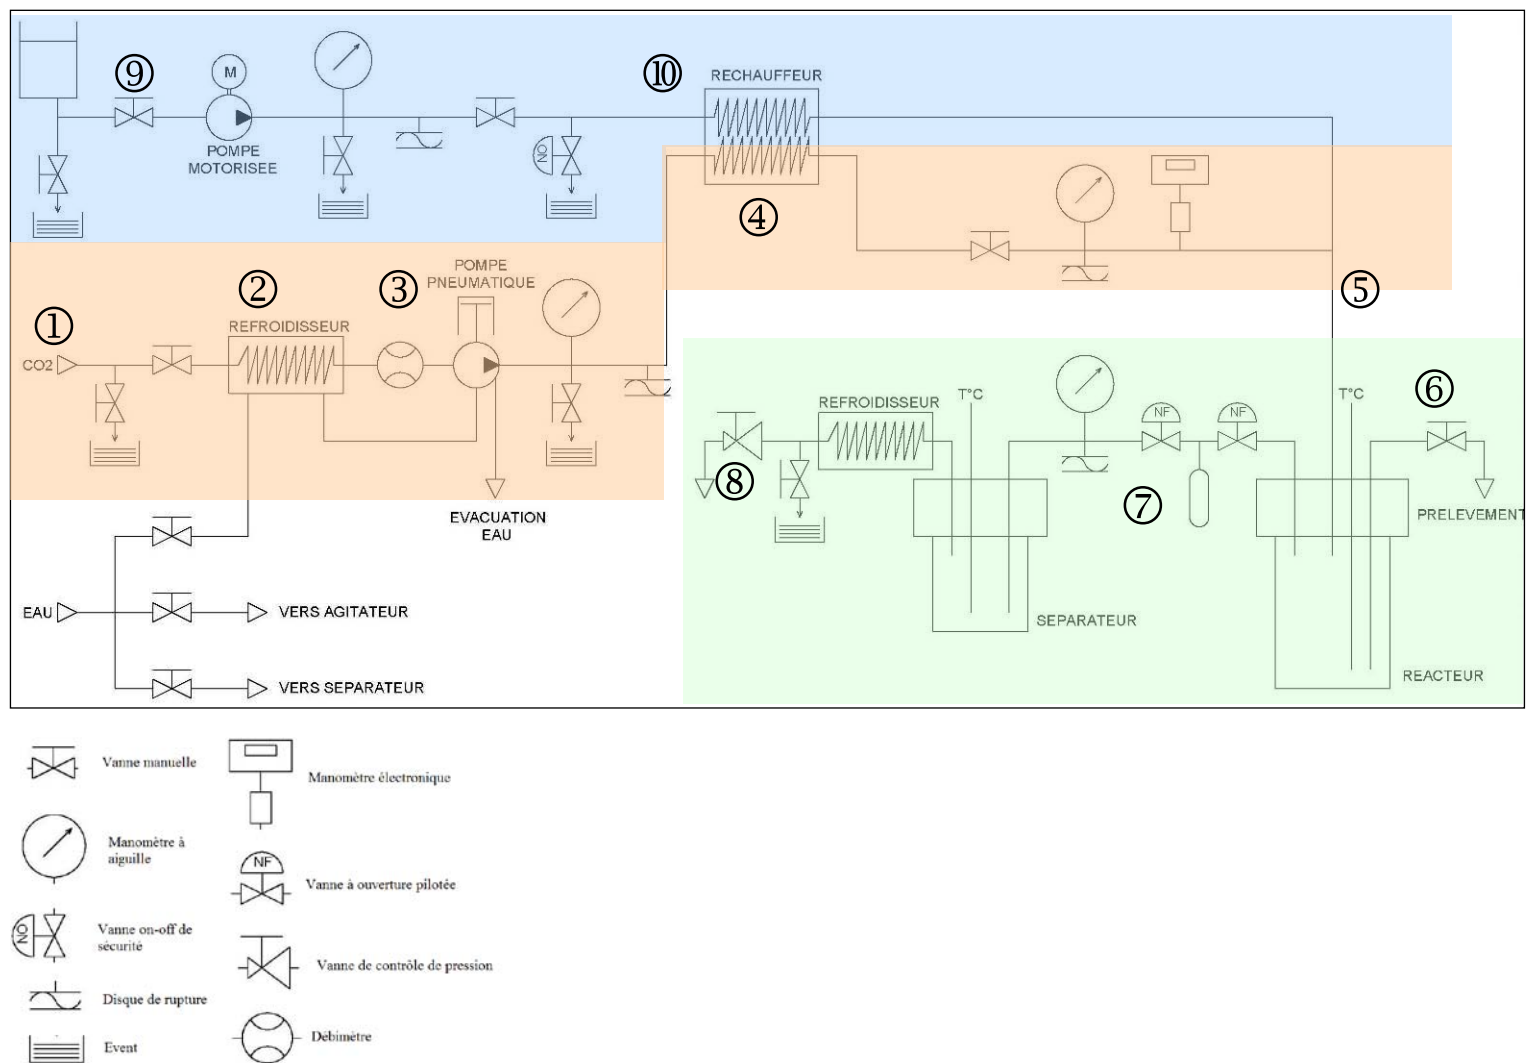 ⑨
M
POMPE
MOTORISEE
⑩
RECHAUFFEUR
NO
④
①
CO2
②
REFROIDISSEUR
③
POMPE
PNEUMATIQUE
⑤
EVACUATION
EAU
EAU
VERS AGITATEUR
VERS SEPARATEUR
⑧
REFROIDISSEUR
T°C
SEPARATEUR
NF
NF
⑦
T°C
⑥
PRELEVEMENT
REACTEUR
Vanne manuelle
Manomètre à
aiguille
NO
Vanne on-off de
sécurité
Disque de rupture
Event
Manomètre électronique
NF
Vanne à ouverture pilotée
Vanne de contrôle de pression
Débimètre